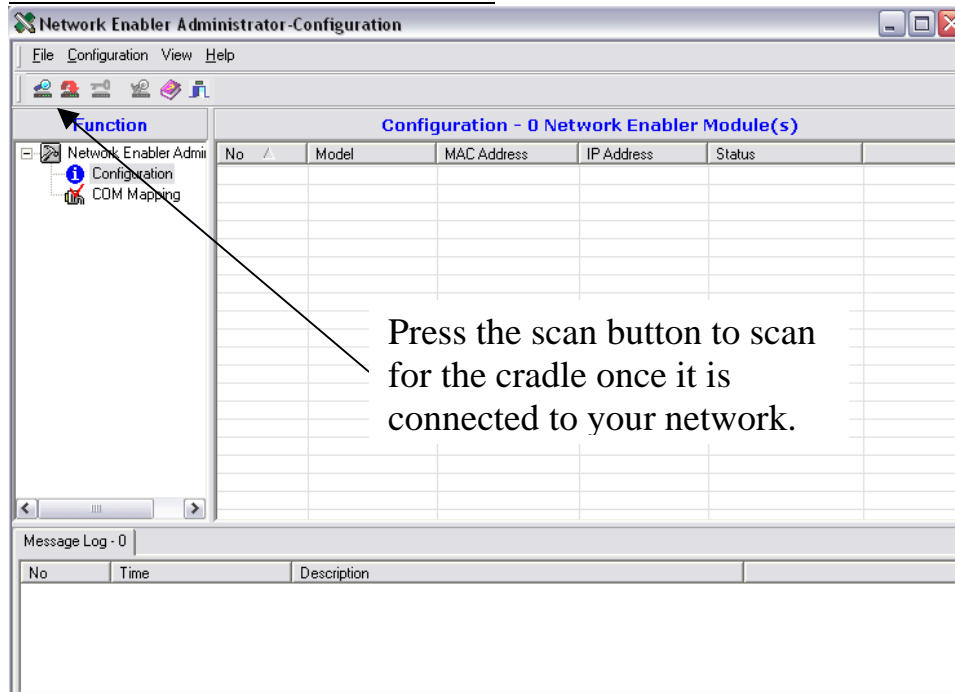 Network Enabler Administrator-Configuration
File Configuration View Help
Function
Configuration - 0 Network Enabler Module(s)
Network Enabler Admi
Configuration
COM Mapping
No Model MAC Address IP Address Status
Press the scan button to scan
for the cradle once it is
connected to your network.
Message Log - 0
No Time Description